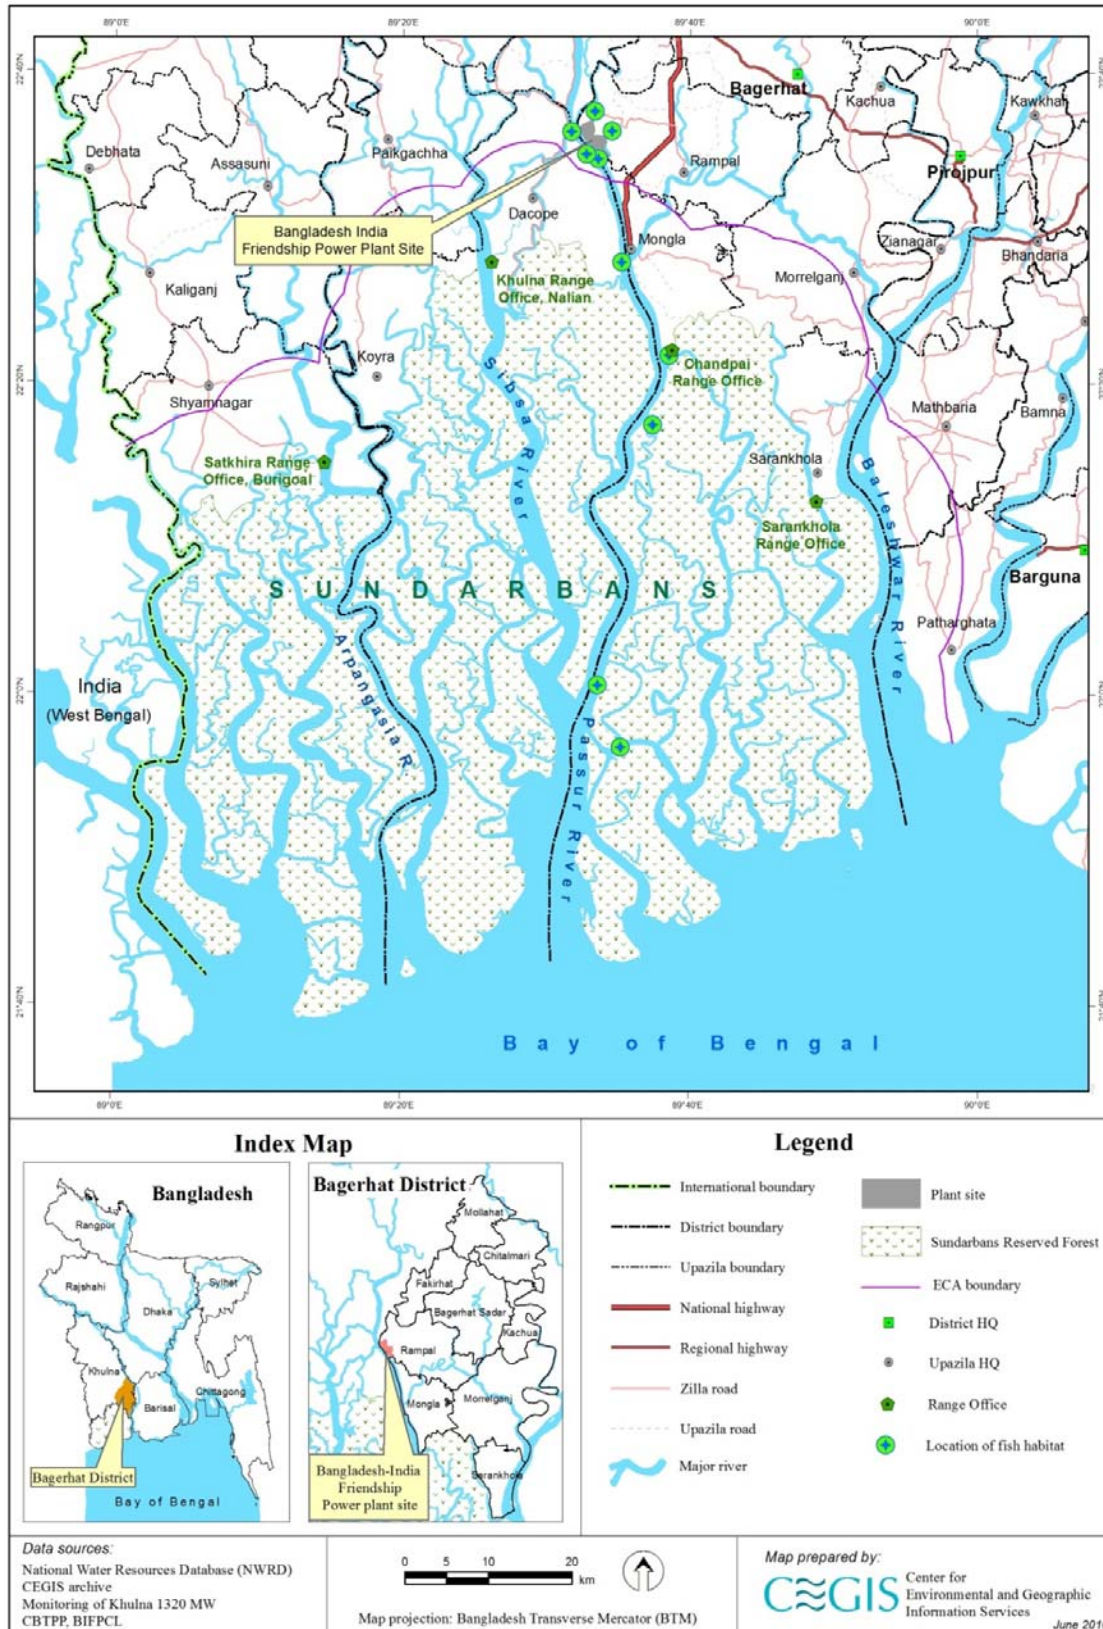 89°0'E
89°20'E
89°40'E
90°0'E
22°40'N
Bagerhat
Kachua
Debhata
Assasuni
Paikgachha
Rampal
Pirojpur
Dacope
Bangladesh India
Friendship Power Plant Site
Mongla
Zianagar
Bhandaria
Kaliganj
Khulna Range
Office, Nalian
Morrelganj
Koyra
Chandpai
Range Office
22°20'N
Shyamnagar
Sibsa River
Mathbaria
Bamna
Satkhira Range
Office, Burigoal
Sarankhola
Baleshwar River
Sarankhola
Range Office
SUNDARBANS
Barguna
Patharghata
Arpangasia R.
India
(West Bengal)
22°0'N
Passur River
21°40'N
21°40'N
Bay of Bengal
89°0'E
89°20'E
89°40'E
90°0'E
Index Map
Bangladesh
Rangpur
Rajshahi
Sylhet
Dhaka
Khulna
Barisal
Chittagong
Bagerhat District
Bay of Bengal
Bagerhat District
Mollahat
Chitalmari
Fakirhat
Bagerhat Sadar
Kachua
Rampal
Mongla
Morrelganj
Sarankhola
Bangladesh-India
Friendship
Power plant site
Legend
International boundary
District boundary
Upazila boundary
National highway
Regional highway
Zilla road
Upazila road
Major river
Plant site
Sundarbans Reserved Forest
ECA boundary
District HQ
Upazila HQ
Range Office
Location of fish habitat
Data sources:
National Water Resources Database (NWRD)
CEGIS archive
Monitoring of Khulna 1320 MW
CBTPP, BIFPCL
0 5 10 20
km
Map projection: Bangladesh Transverse Mercator (BTM)
Map prepared by:
CEGIS
Center for
Environmental and Geographic
Information Services
June